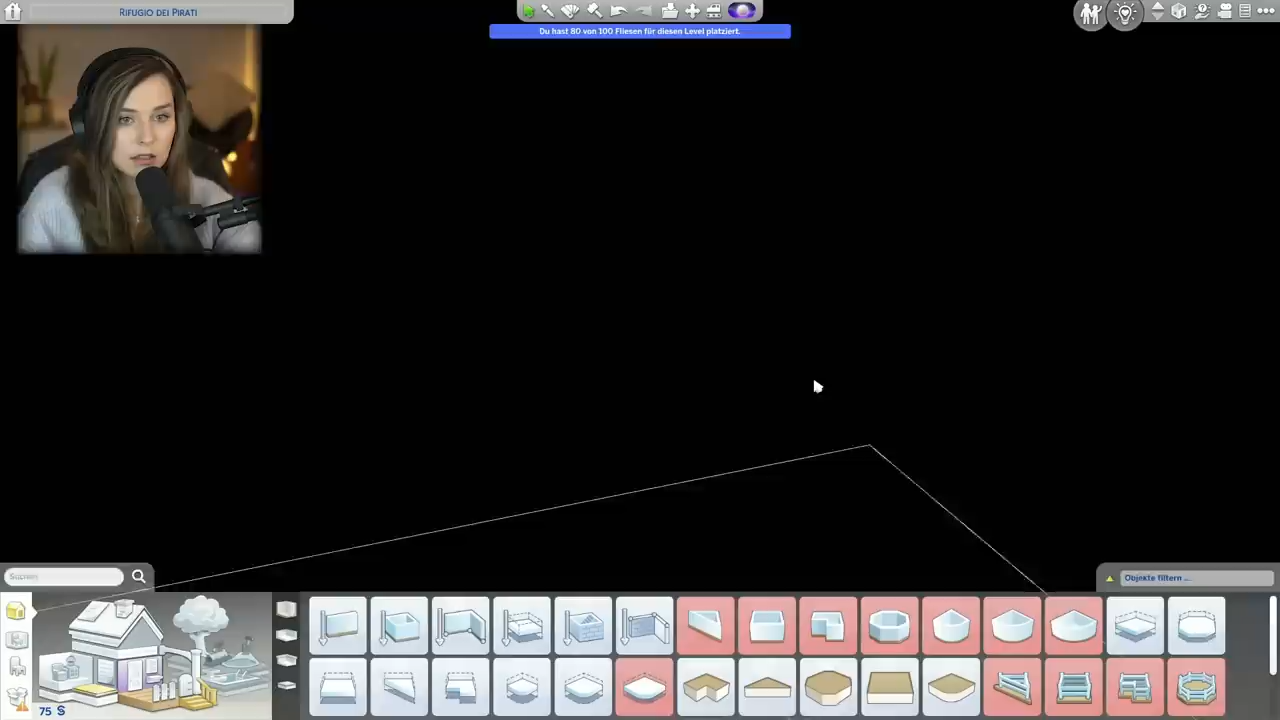 Rifugio dei Pirati
Du hast 80 von 100 Fliesen für diesen Level platziert.
Suchen
Objekte filtern ...
75 $